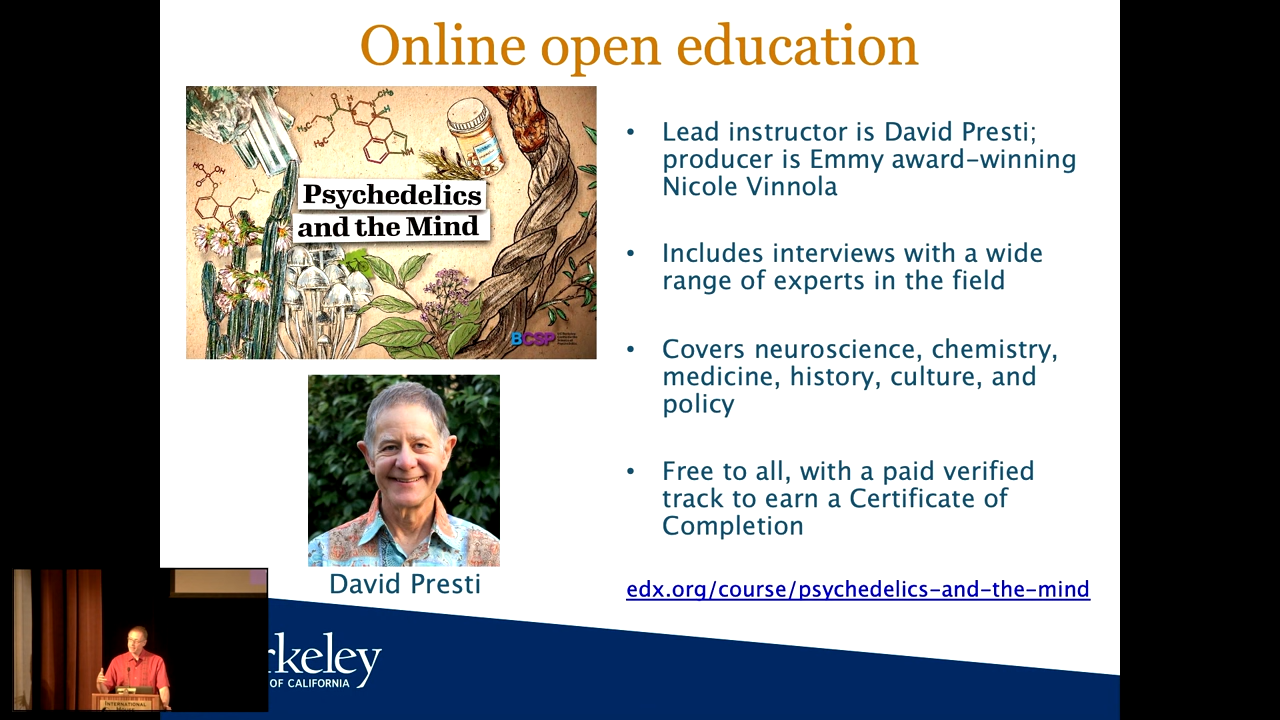 Online open education
Psychedelics
and the Mind
BCSP
David Presti
• Lead instructor is David Presti;
producer is Emmy award-winning
Nicole Vinnola
• Includes interviews with a wide
range of experts in the field
• Covers neuroscience, chemistry,
medicine, history, culture, and
policy
• Free to all, with a paid verified
track to earn a Certificate of
Completion
edx.org/course/psychedelics-and-the-mind
rkeley
OF CALIFORNIA
INTERNATIONAL